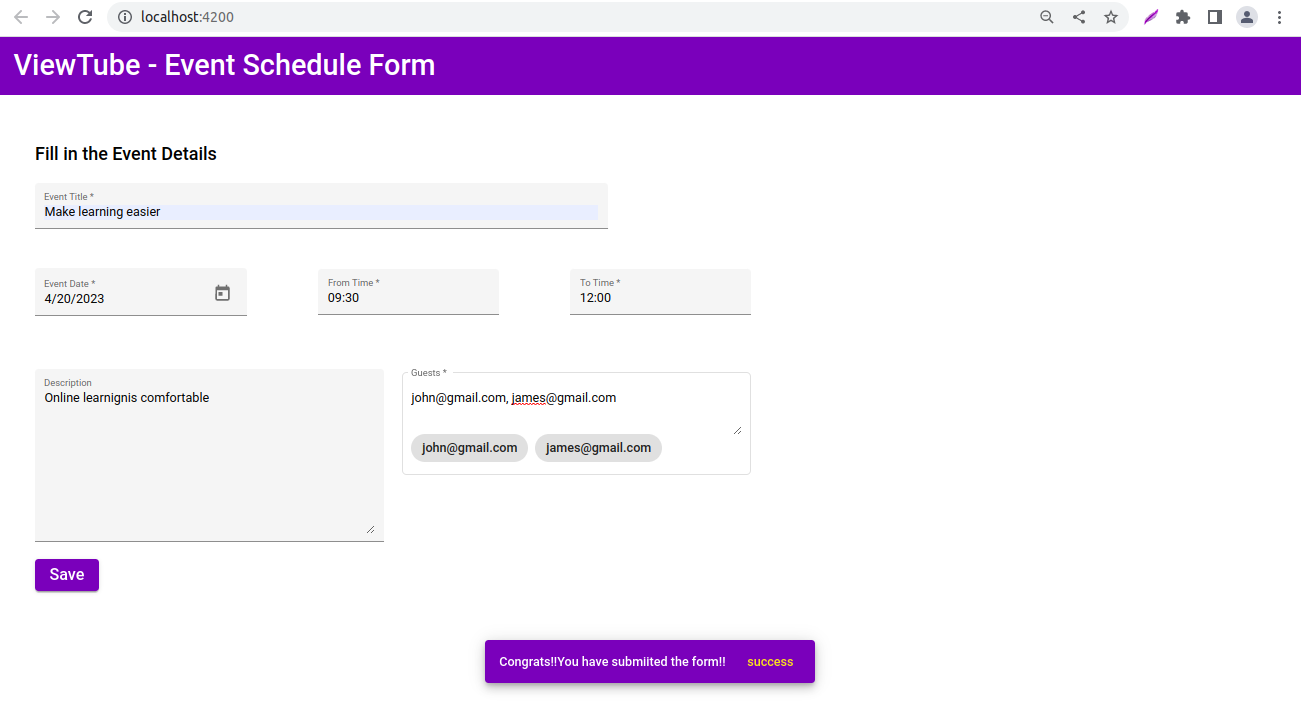 localhost:4200
ViewTube - Event Schedule Form
Fill in the Event Details
Event Title *
Make learning easier
Event Date *
4/20/2023
From Time *
09:30
To Time *
12:00
Description
Online learnignis comfortable
Guests *
john@gmail.com, james@gmail.com
john@gmail.com james@gmail.com
Save
Congrats!!You have submiited the form!! success